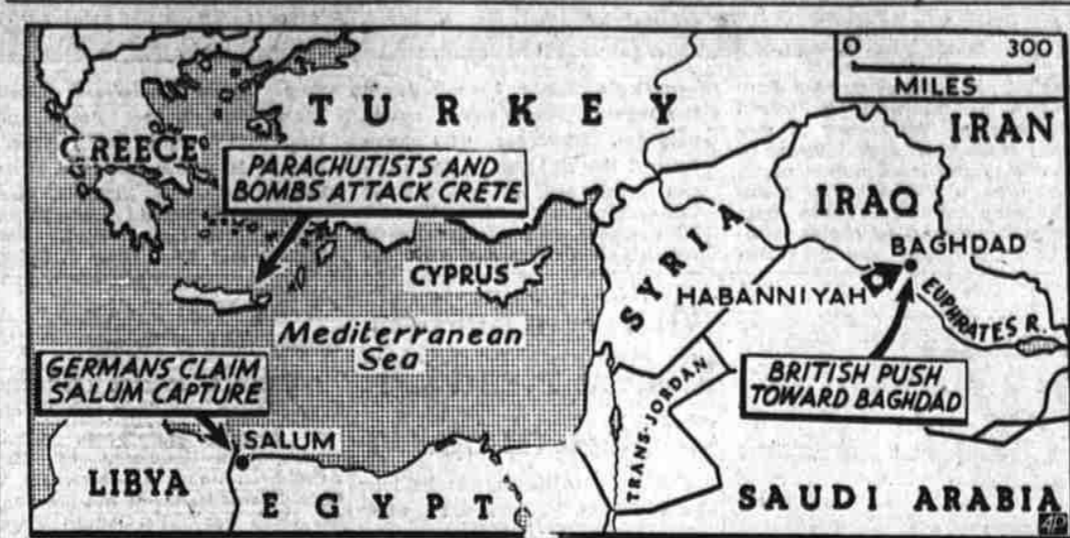 0 300
MILES
TURKEY
IRAN
GREECE
PARACHUTISTS AND
BOMBS ATTACK CRETE
IRAQ
SYRIA
BAGHDAD
CYPRUS
HABANNIYAH
EUPHRATES R.
Mediterranean
Sea
GERMANS CLAIM
SALUM CAPTURE
BRITISH PUSH
TOWARD BAGHDAD
TRANS-JORDAN
SALUM
LIBYA
EGYPT
SAUDI ARABIA
AP